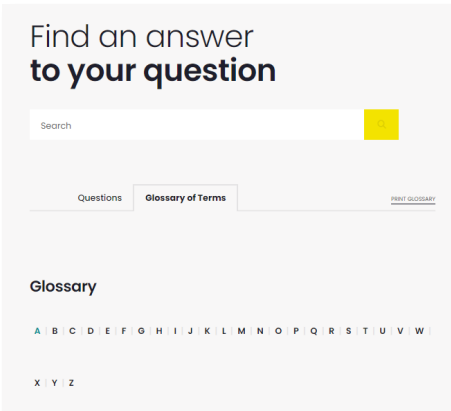 Find an answer
to your question
Search
Questions Glossary of Terms PRINT GLOSSARY
Glossary
A B C D E F G H I J K L M N O P Q R S T U V W
X Y Z